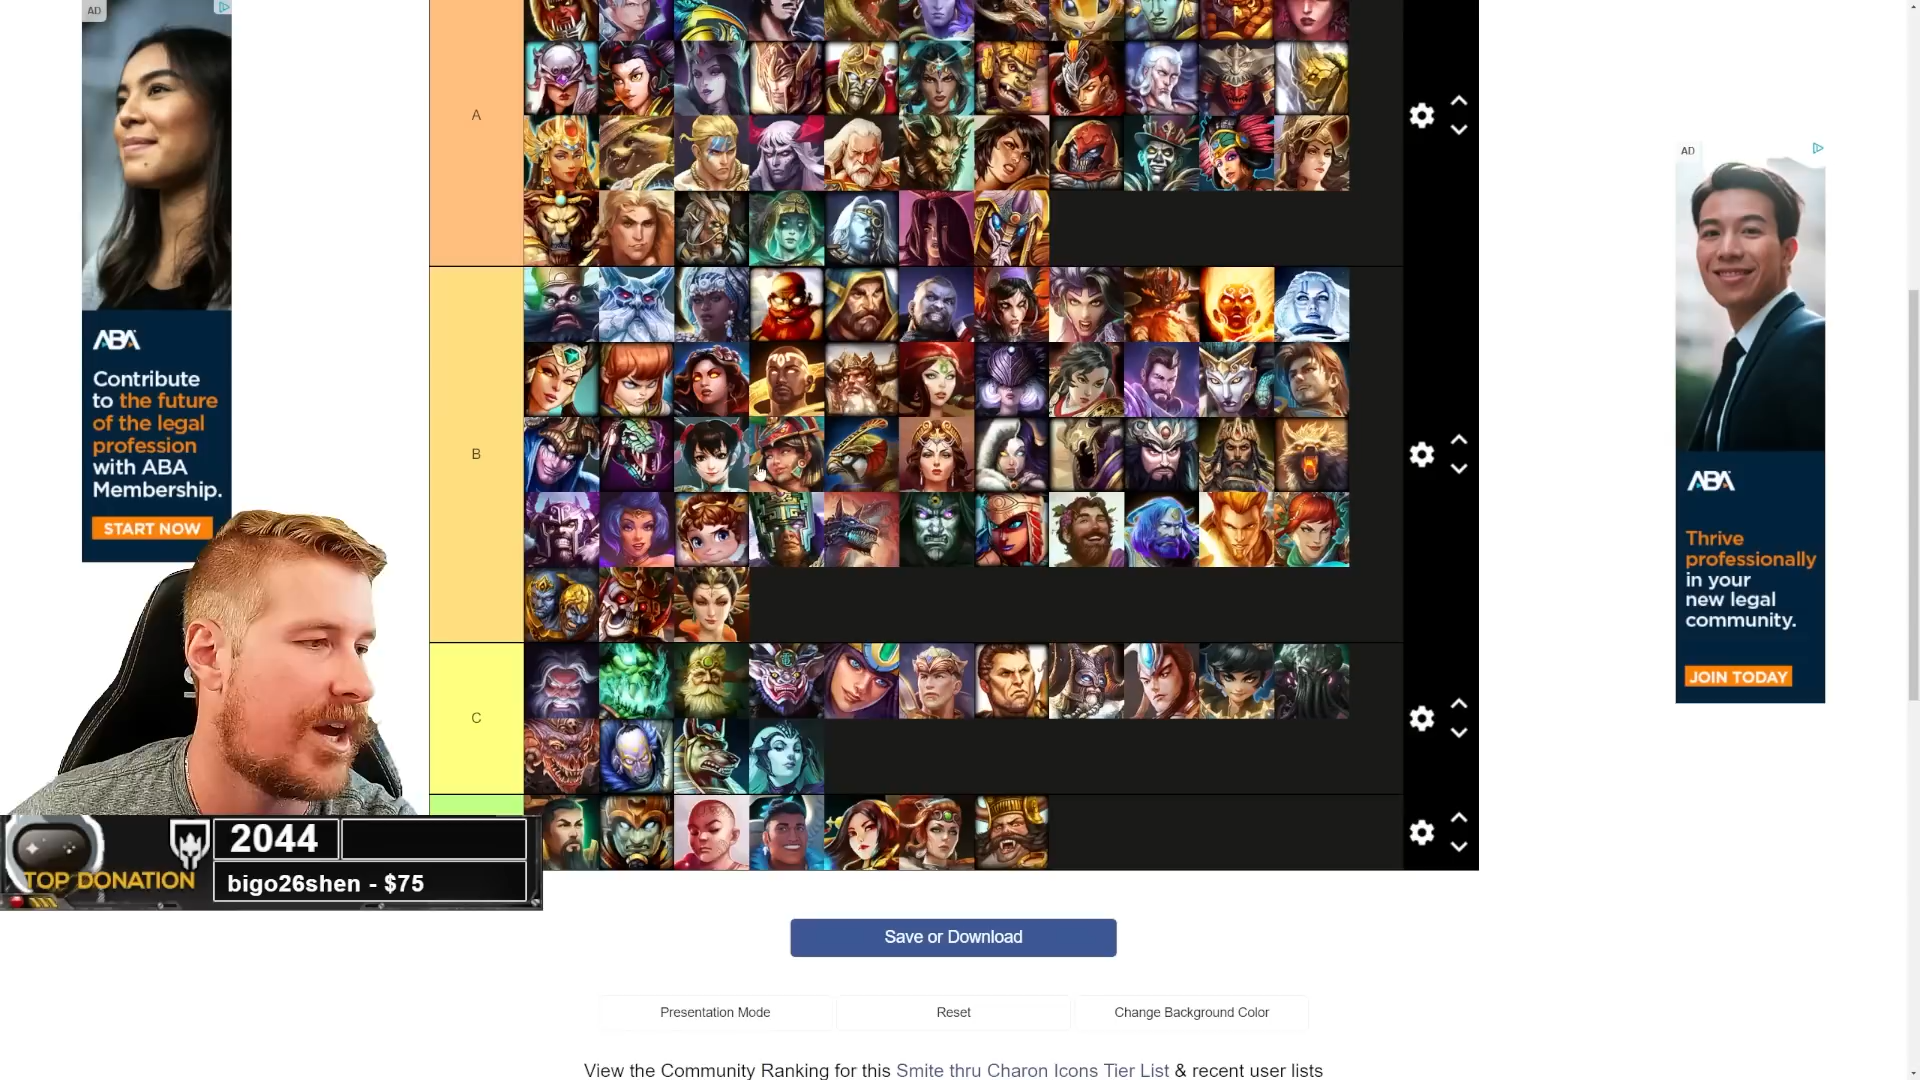 AD
ABA
Contribute
to the future
of the legal
profession
with ABA
Membership.
START NOW
A
B
C
AD
ABA
Thrive
professionally
in your
new legal
community.
JOIN TODAY
2044
TOP DONATION
bigo26shen - $75
Save or Download
Presentation Mode
Reset
Change Background Color
View the Community Ranking for this Smite thru Charon Icons Tier List & recent user lists